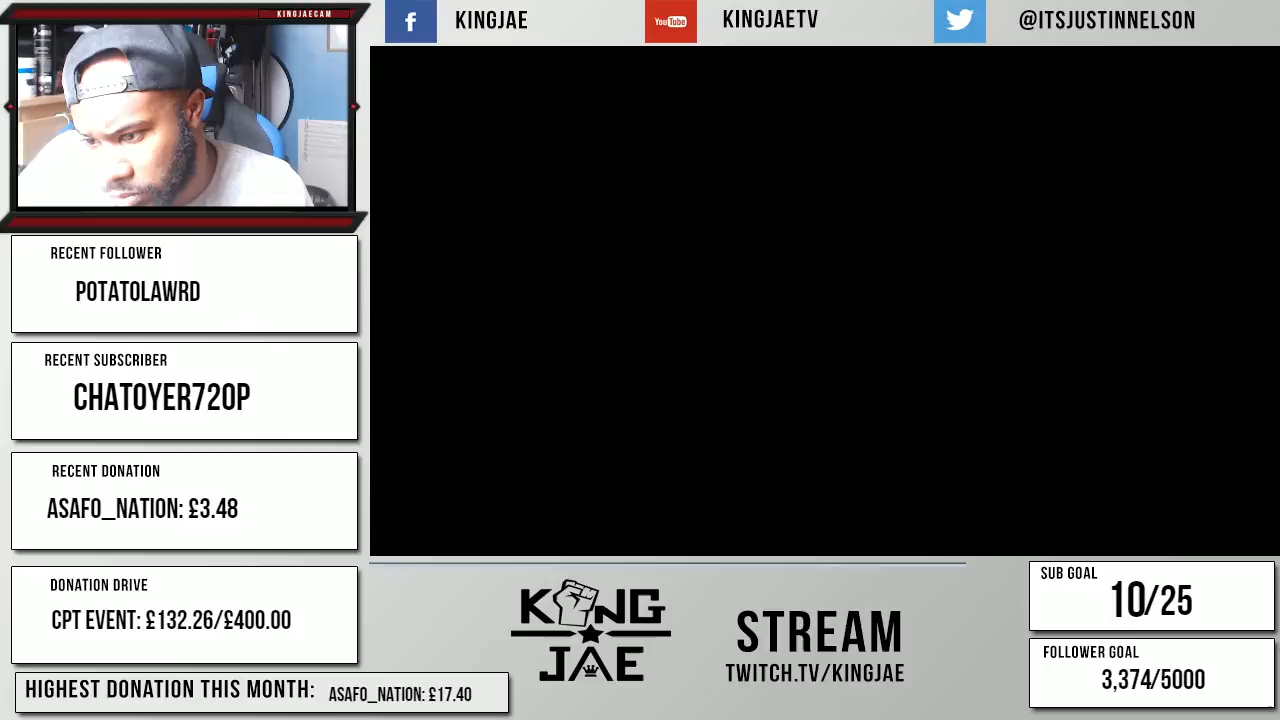 KINGJAECAM
KINGJAE
KINGJAETV
@ITSJUSTINNELSON
RECENT FOLLOWER
POTATOLAWRD
RECENT SUBSCRIBER
CHATOYER720P
RECENT DONATION
ASAFO_NATION: £3.48
DONATION DRIVE
CPT EVENT: £132.26/£400.00
HIGHEST DONATION THIS MONTH: ASAFO_NATION: £17.40
KING
JAE
STREAM
TWITCH.TV/KINGJAE
SUB GOAL
10/25
FOLLOWER GOAL
3,374/5000
f
You Tube